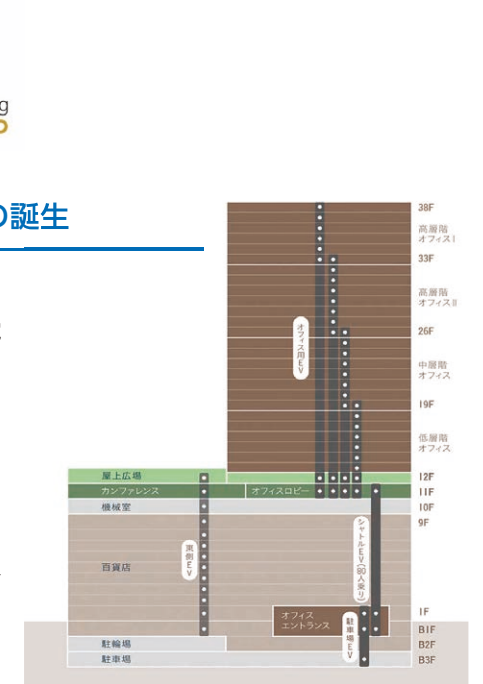 g
の誕生
38F
高層階
オフィスI
33F
高層階
オフィスII
オフィス用EV
26F
中層階
オフィス
19F
低層階
オフィス
屋上広場
12F
カンファレンス
オフィスロビー
11F
機械室
10F
9F
シャトルEV(80人乗り)
東側EV
百貨店
オフィス
エントランス
1F
駐車場EV
B1F
駐輪場
B2F
駐車場
B3F